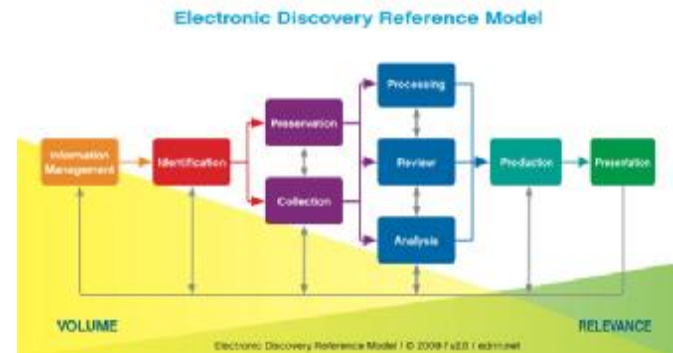 Electronic Discovery Reference Model
Processing
Preservation
Information
Management
Identification
Review
Production
Presentation
Collection
Analysis
VOLUME
RELEVANCE
Electronic Discovery Reference Model / © 2009 / v2.0 / edrm.net